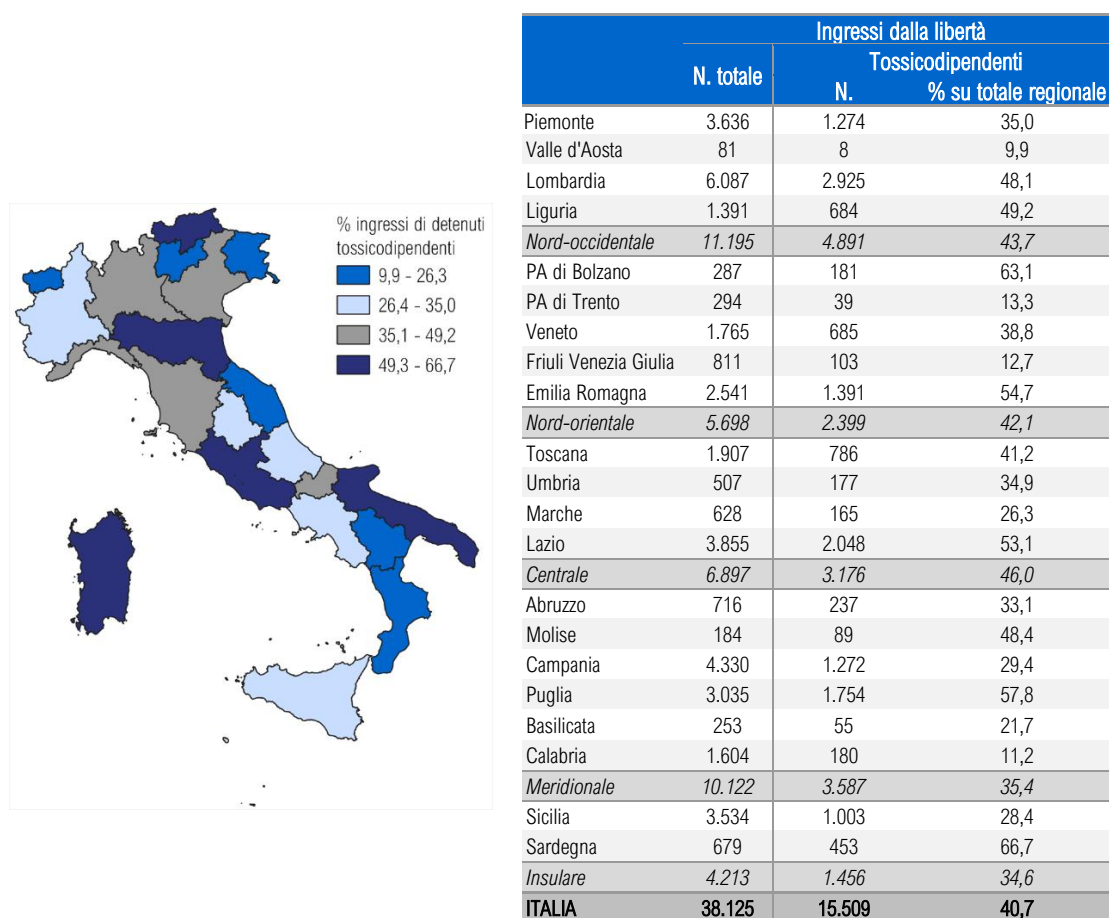 % ingressi di detenuti
tossicodipendenti
9,9 - 26,3
26,4 - 35,0
35,1 - 49,2
49,3 - 66,7
Ingressi dalla libertà
N. totale Tossicodipendenti
N. % su totale regionale
Piemonte 3.636 1.274 35,0
Valle d'Aosta 81 8 9,9
Lombardia 6.087 2.925 48,1
Liguria 1.391 684 49,2
Nord-occidentale 11.195 4.891 43,7
PA di Bolzano 287 181 63,1
PA di Trento 294 39 13,3
Veneto 1.765 685 38,8
Friuli Venezia Giulia 811 103 12,7
Emilia Romagna 2.541 1.391 54,7
Nord-orientale 5.698 2.399 42,1
Toscana 1.907 786 41,2
Umbria 507 177 34,9
Marche 628 165 26,3
Lazio 3.855 2.048 53,1
Centrale 6.897 3.176 46,0
Abruzzo 716 237 33,1
Molise 184 89 48,4
Campania 4.330 1.272 29,4
Puglia 3.035 1.754 57,8
Basilicata 253 55 21,7
Calabria 1.604 180 11,2
Meridionale 10.122 3.587 35,4
Sicilia 3.534 1.003 28,4
Sardegna 679 453 66,7
Insulare 4.213 1.456 34,6
ITALIA 38.125 15.509 40,7